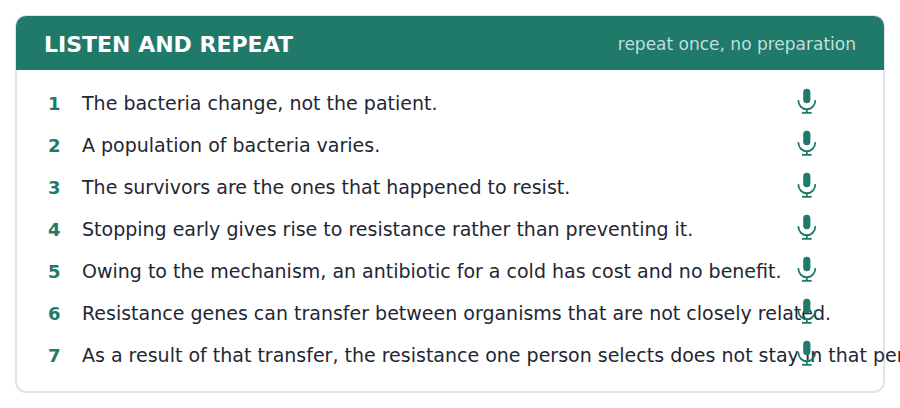 LISTEN AND REPEAT
repeat once, no preparation
1 The bacteria change, not the patient.
2 A population of bacteria varies.
3 The survivors are the ones that happened to resist.
4 Stopping early gives rise to resistance rather than preventing it.
5 Owing to the mechanism, an antibiotic for a cold has cost and no benefit.
6 Resistance genes can transfer between organisms that are not closely related.
7 As a result of that transfer, the resistance one person selects does not stay in that